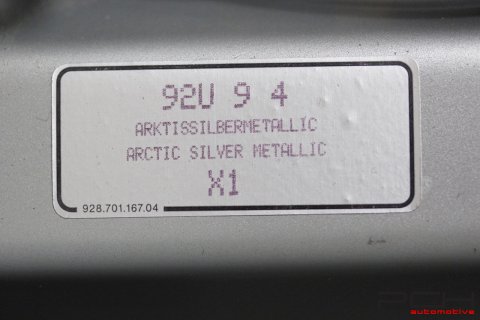 92U 9 4
ARKTISSILBERMETALLIC
ARCTIC SILVER METALLIC
X1
928.701.167.04
automotive